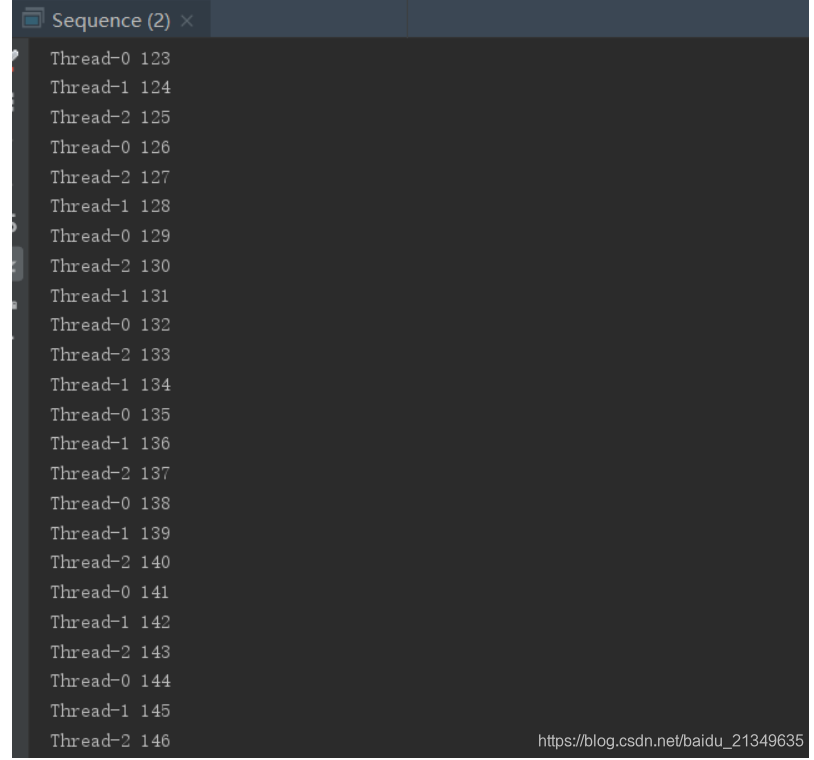 Sequence (2)
Thread-0 123
Thread-1 124
Thread-2 125
Thread-0 126
Thread-2 127
Thread-1 128
Thread-0 129
Thread-2 130
Thread-1 131
Thread-0 132
Thread-2 133
Thread-1 134
Thread-0 135
Thread-1 136
Thread-2 137
Thread-0 138
Thread-1 139
Thread-2 140
Thread-0 141
Thread-1 142
Thread-2 143
Thread-0 144
Thread-1 145
Thread-2 146
https://blog.csdn.net/baidu_21349635